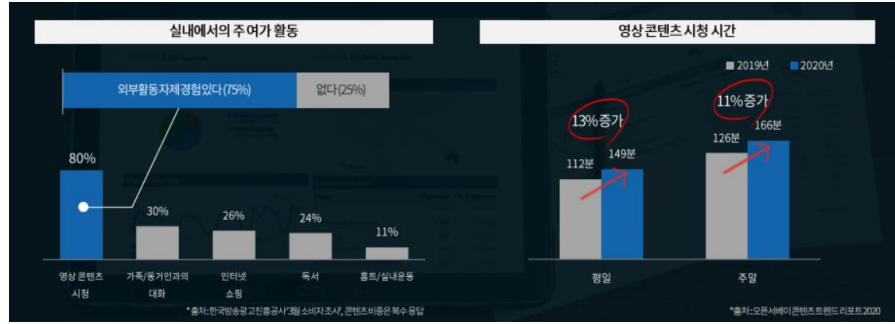 실내에서의 주 여가 활동
외부활동자제경험있다(75%)
없다(25%)
80%
30%
26%
24%
11%
영상 콘텐츠
시청
가족/동거인과의
대화
인터넷
쇼핑
독서
홈트/실내운동
*출처:한국방송광고진흥공사'3월 소비자 조사', 콘텐츠 비중은 복수 응답
영상 콘텐츠 시청 시간
2019년
2020년
13%증가
11%증가
112분
149분
126분
166분
평일
주말
*출처:오픈서베이 콘텐츠 트렌드 리포트 2020